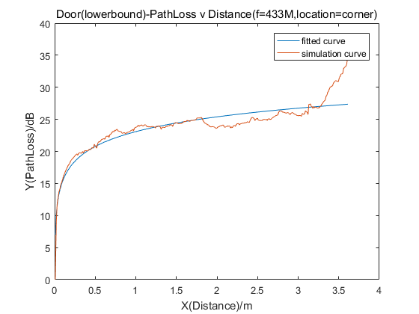 Door(lowerbound)-PathLoss v Distance(f=433M,location=corner)
fitted curve
simulation curve
Y(PathLoss)/dB
40
35
30
25
20
15
10
5
0
0 0.5 1 1.5 2 2.5 3 3.5 4
X(Distance)/m